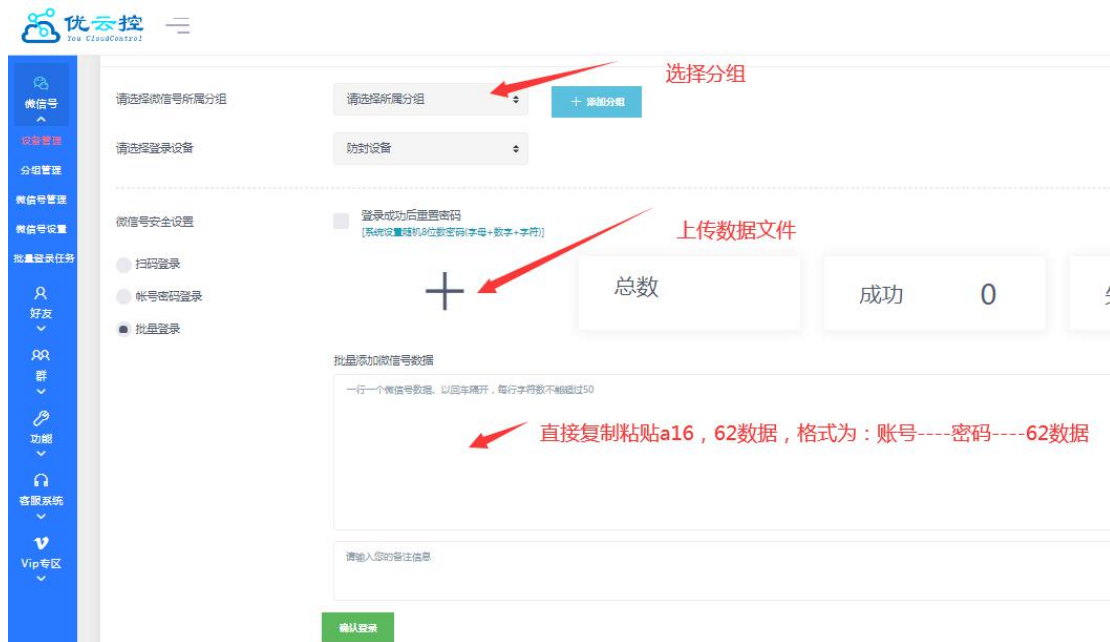 优云控
You CloudControl
微信号
设备管理
分组管理
微信号管理
微信号设置
批量登录任务
好友
群
功能
客服系统
Vip专区
选择分组
请选择微信号所属分组
请选择所属分组
添加分组
请选择登录设备
防封设备
微信号安全设置
登录成功后重置密码
[系统设置随机8位数密码(字母+数字+字符)]
上传数据文件
扫码登录
帐号密码登录
批量登录
总数
成功 0
批量添加微信号数据
一行一个微信号数据、以回车隔开，每行字符数不能超过50
直接复制粘贴a16，62数据，格式为：账号----密码----62数据
请输入您的备注信息
确认登录